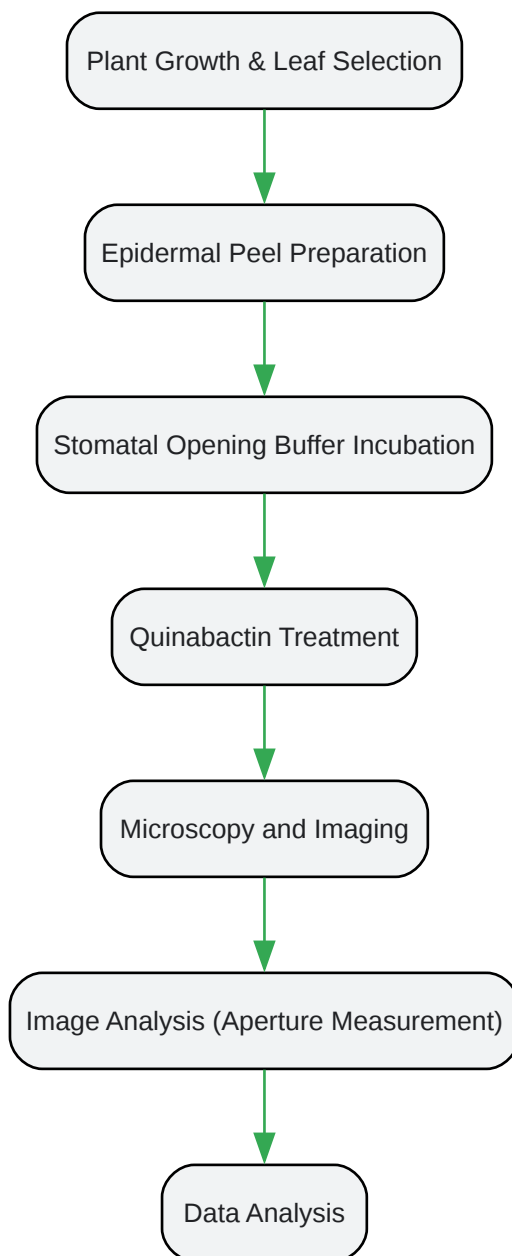 Plant Growth & Leaf Selection
Epidermal Peel Preparation
Stomatal Opening Buffer Incubation
Quinabactin Treatment
Microscopy and Imaging
Image Analysis (Aperture Measurement)
Data Analysis